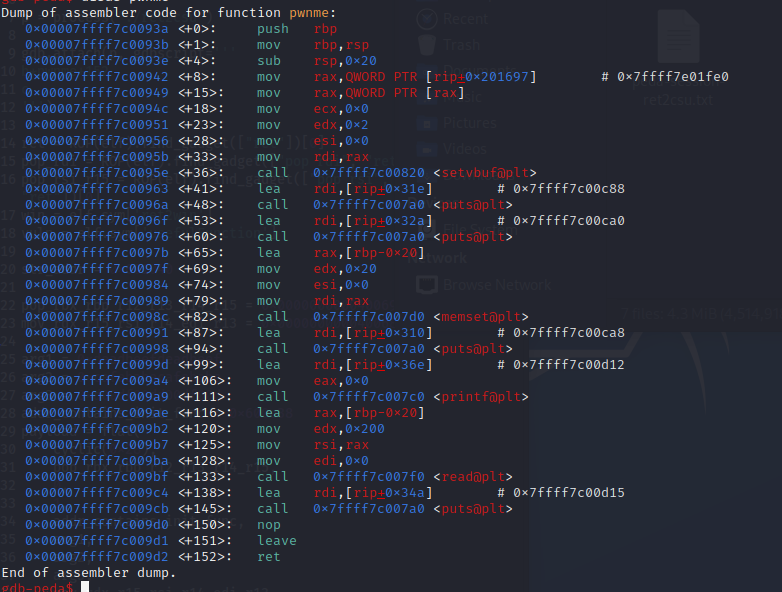 Dump of assembler code for function pwnme:
0x00007ffff7c0093a <+0>: push rbp
0x00007ffff7c0093b <+1>: mov rbp,rsp
0x00007ffff7c0093e <+4>: sub rsp,0x20
0x00007ffff7c00942 <+8>: mov rax,QWORD PTR [rip+0x201697] # 0x7ffff7e01fe0
0x00007ffff7c00949 <+15>: mov rax,QWORD PTR [rax]
0x00007ffff7c0094c <+18>: mov ecx,0x0
0x00007ffff7c00951 <+23>: mov edx,0x2
0x00007ffff7c00956 <+28>: mov esi,0x0
0x00007ffff7c0095b <+33>: mov rdi,rax
0x00007ffff7c0095e <+36>: call 0x7ffff7c00820 <setvbuf@plt>
0x00007ffff7c00963 <+41>: lea rdi,[rip+0x31e] # 0x7ffff7c00c88
0x00007ffff7c0096a <+48>: call 0x7ffff7c007a0 <puts@plt>
0x00007ffff7c0096f <+53>: lea rdi,[rip+0x32a] # 0x7ffff7c00ca0
0x00007ffff7c00976 <+60>: call 0x7ffff7c007a0 <puts@plt>
0x00007ffff7c0097b <+65>: lea rax,[rbp-0x20]
0x00007ffff7c0097f <+69>: mov edx,0x20
0x00007ffff7c00984 <+74>: mov esi,0x0
0x00007ffff7c00989 <+79>: mov rdi,rax
0x00007ffff7c0098c <+82>: call 0x7ffff7c007d0 <memset@plt>
0x00007ffff7c00991 <+87>: lea rdi,[rip+0x310] # 0x7ffff7c00ca8
0x00007ffff7c00998 <+94>: call 0x7ffff7c007a0 <puts@plt>
0x00007ffff7c0099d <+99>: lea rdi,[rip+0x36e] # 0x7ffff7c00d12
0x00007ffff7c009a4 <+106>: mov eax,0x0
0x00007ffff7c009a9 <+111>: call 0x7ffff7c007c0 <printf@plt>
0x00007ffff7c009ae <+116>: lea rax,[rbp-0x20]
0x00007ffff7c009b2 <+120>: mov edx,0x200
0x00007ffff7c009b7 <+125>: mov rsi,rax
0x00007ffff7c009ba <+128>: mov edi,0x0
0x00007ffff7c009bf <+133>: call 0x7ffff7c007f0 <read@plt>
0x00007ffff7c009c4 <+138>: lea rdi,[rip+0x34a] # 0x7ffff7c00d15
0x00007ffff7c009cb <+145>: call 0x7ffff7c007a0 <puts@plt>
0x00007ffff7c009d0 <+150>: nop
0x00007ffff7c009d1 <+151>: leave
0x00007ffff7c009d2 <+152>: ret
End of assembler dump.
gdb-peda$
Recent
Trash
Pictures
Videos
Browse Network
ret2csu.txt